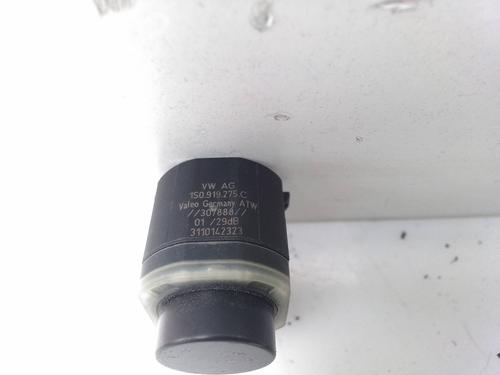 VW AG
1S0.919.275.C
Valeo Germany ATW
//307888//
01 /29dB
3110142323